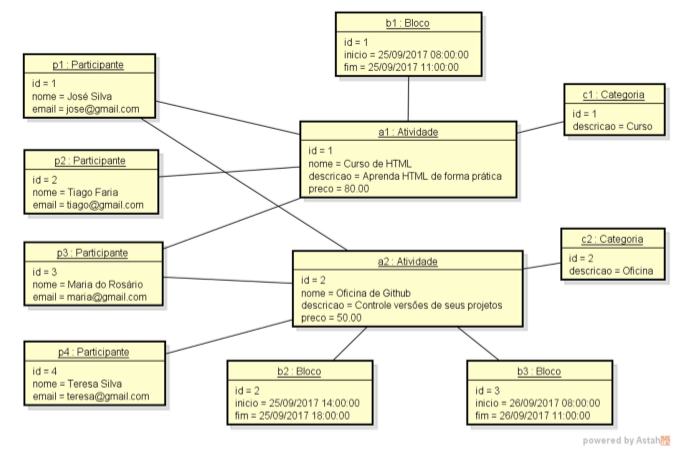 b1 : Bloco
id = 1
inicio = 25/09/2017 08:00:00
fim = 25/09/2017 11:00:00
p1 : Participante
id = 1
nome = José Silva
email = jose@gmail.com
c1 : Categoria
id = 1
descricao = Curso
a1 : Atividade
id = 1
nome = Curso de HTML
descricao = Aprenda HTML de forma prática
preco = 80.00
p2 : Participante
id = 2
nome = Tiago Faria
email = tiago@gmail.com
p3 : Participante
id = 3
nome = Maria do Rosário
email = maria@gmail.com
c2 : Categoria
id = 2
descricao = Oficina
a2 : Atividade
id = 2
nome = Oficina de Github
descricao = Controle versões de seus projetos
preco = 50.00
p4 : Participante
id = 4
nome = Teresa Silva
email = teresa@gmail.com
b2 : Bloco
id = 2
inicio = 25/09/2017 14:00:00
fim = 25/09/2017 18:00:00
b3 : Bloco
id = 3
inicio = 26/09/2017 08:00:00
fim = 26/09/2017 11:00:00
powered by Astah